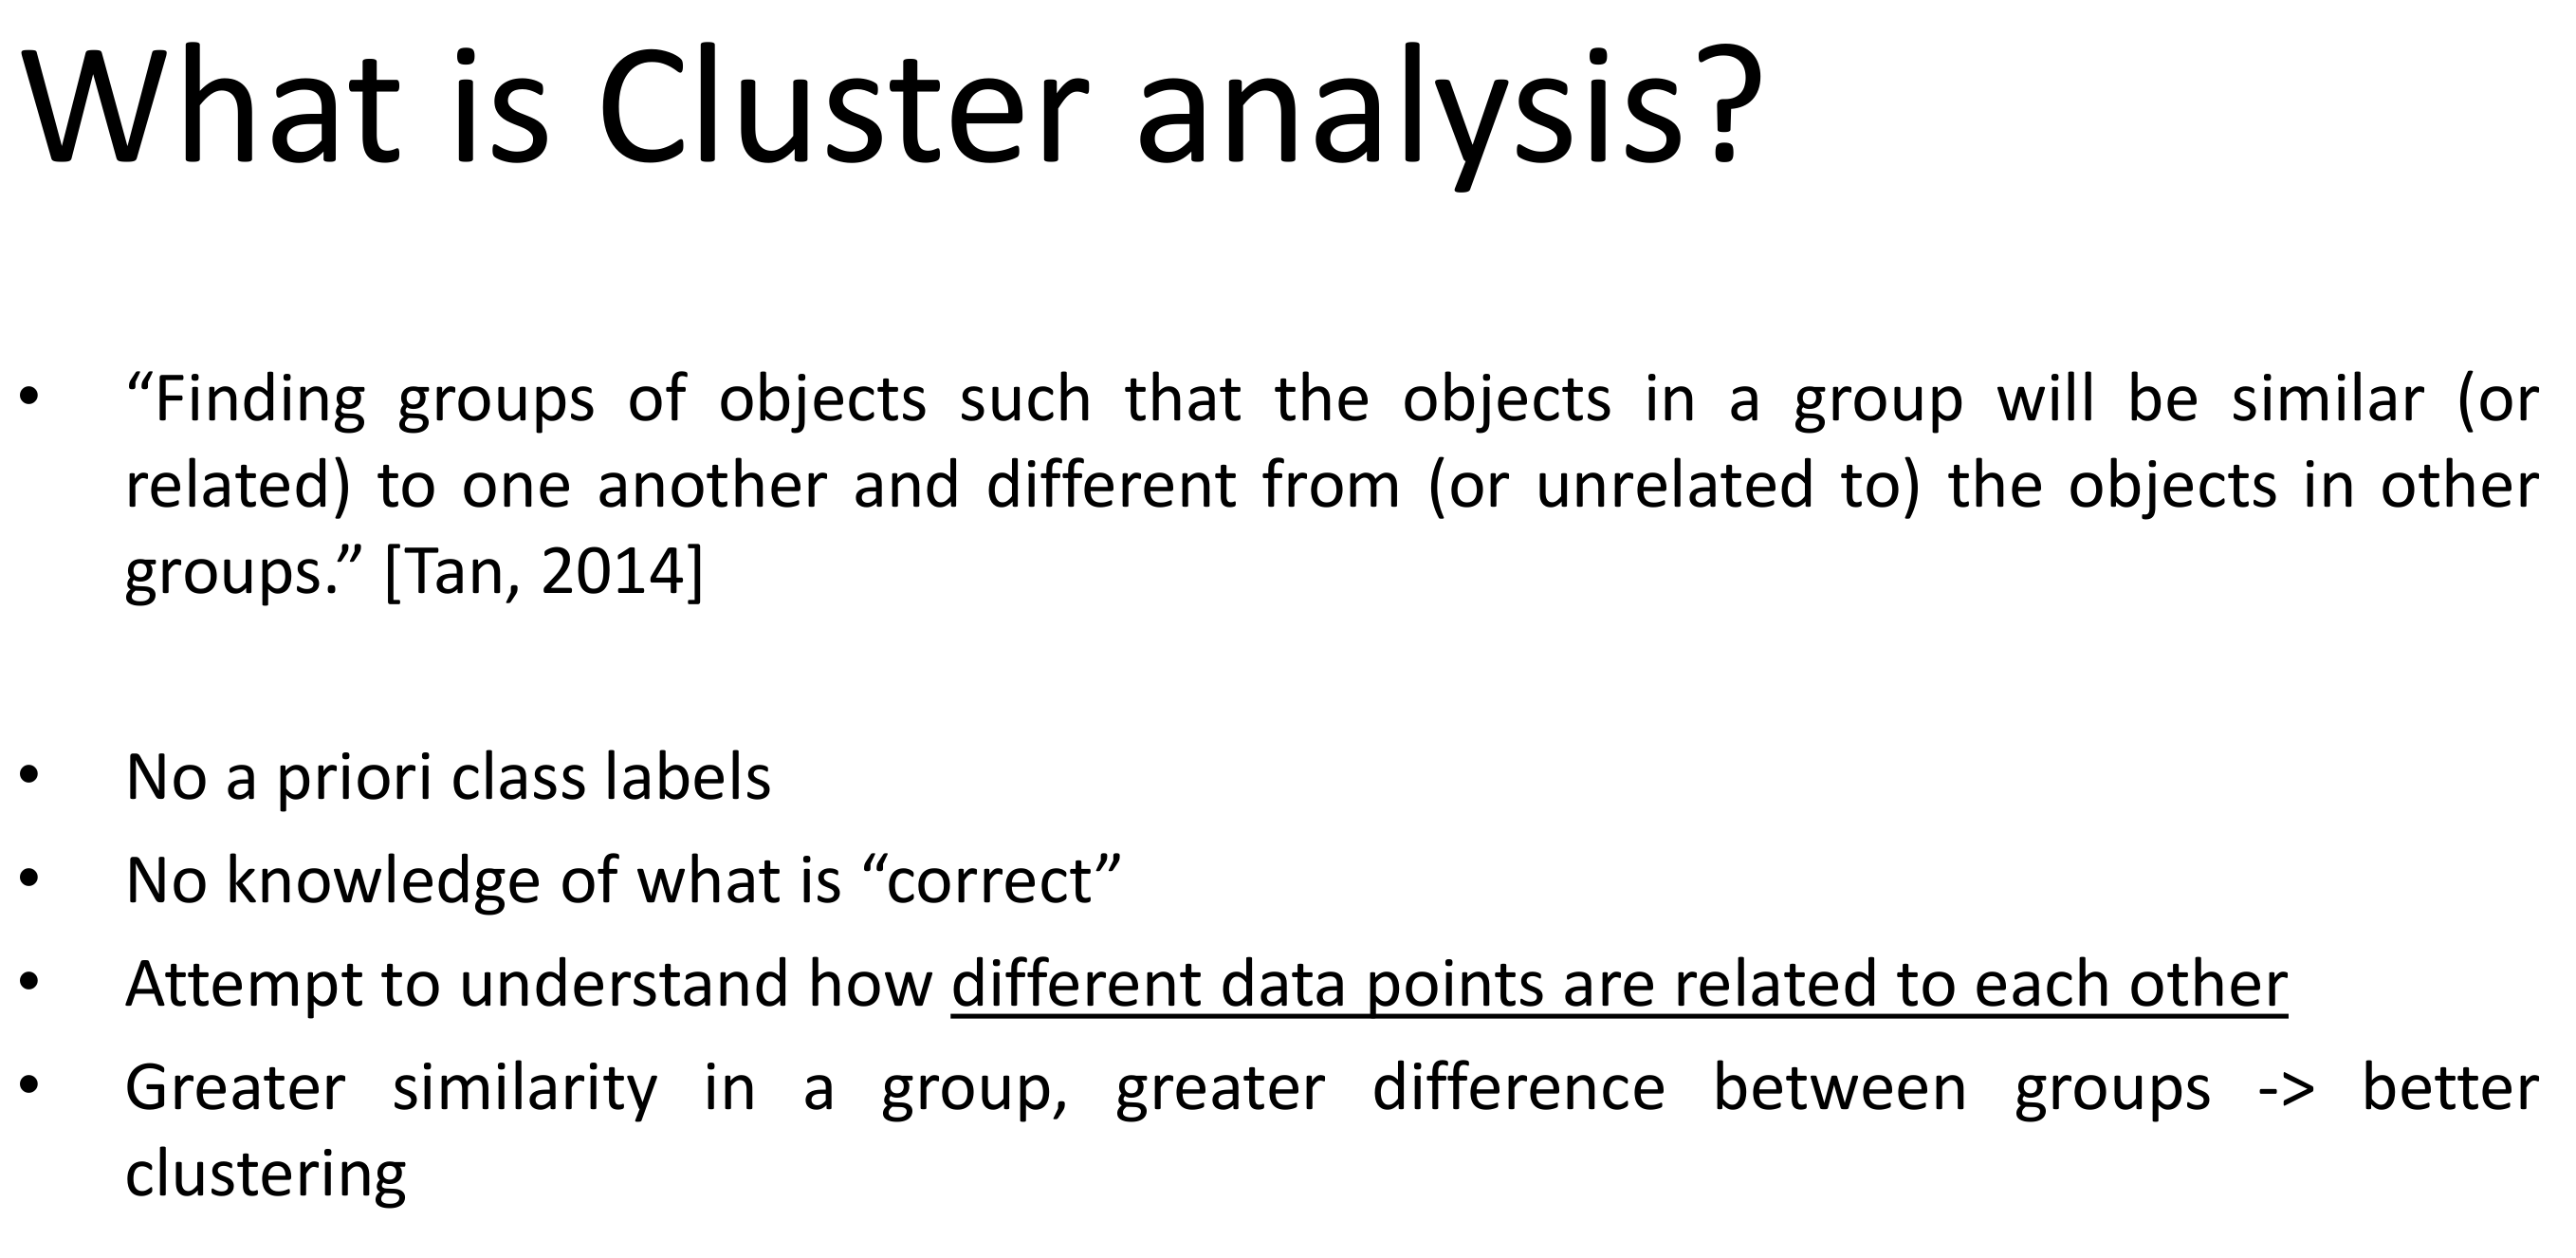 What is Cluster analysis?
• “Finding groups of objects such that the objects in a group will be similar (or
related) to one another and different from (or unrelated to) the objects in other
groups.” [Tan, 2014]
• No a priori class labels
• No knowledge of what is “correct”
• Attempt to understand how different data points are related to each other
• Greater similarity in a group, greater difference between groups -> better
clustering